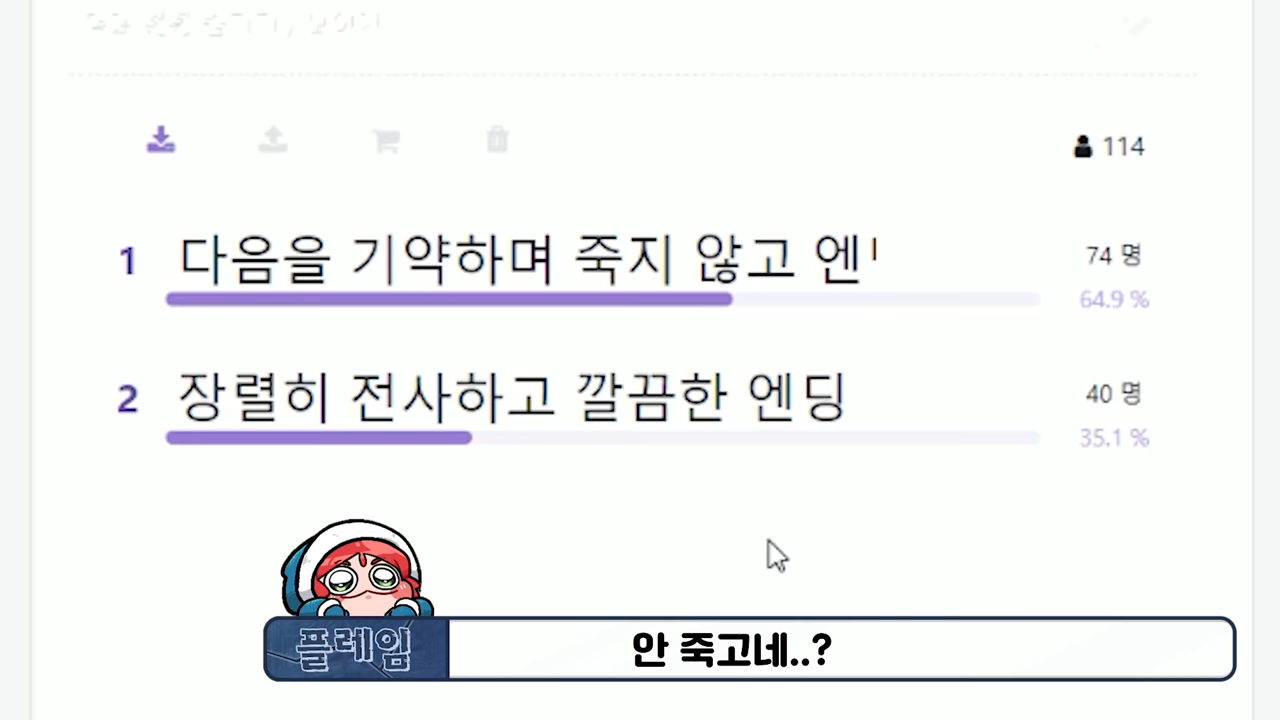 114
1 다음을 기약하며 죽지 않고 엔
74 명
64.9 %
2 장렬히 전사하고 깔끔한 엔딩
40 명
35.1 %
플레임 안 죽고네..?